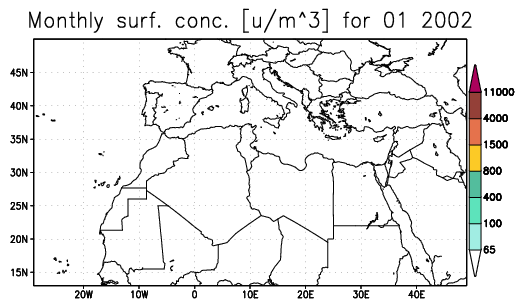 Monthly surf. conc. [u/m^3] for 01 2002
45N
40N
35N
30N
25N
20N
15N
20W 10W 0 10E 20E 30E 40E
11000
4000
1500
800
400
100
65